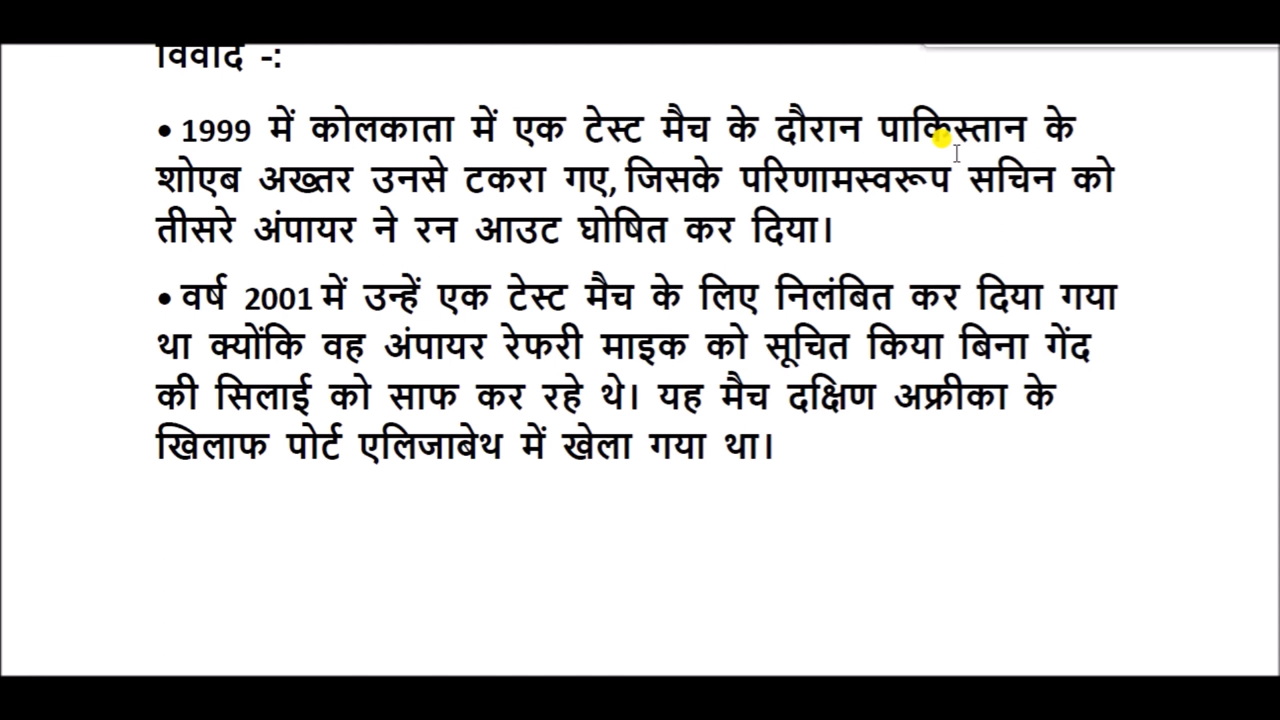 विवाद -:
• 1999 में कोलकाता में एक टेस्ट मैच के दौरान पाकिस्तान के
शोएब अख्तर उनसे टकरा गए, जिसके परिणामस्वरूप सचिन को
तीसरे अंपायर ने रन आउट घोषित कर दिया।
• वर्ष 2001 में उन्हें एक टेस्ट मैच के लिए निलंबित कर दिया गया
था क्योंकि वह अंपायर रेफरी माइक को सूचित किया बिना गेंद
की सिलाई को साफ कर रहे थे। यह मैच दक्षिण अफ्रीका के
खिलाफ पोर्ट एलिजाबेथ में खेला गया था।